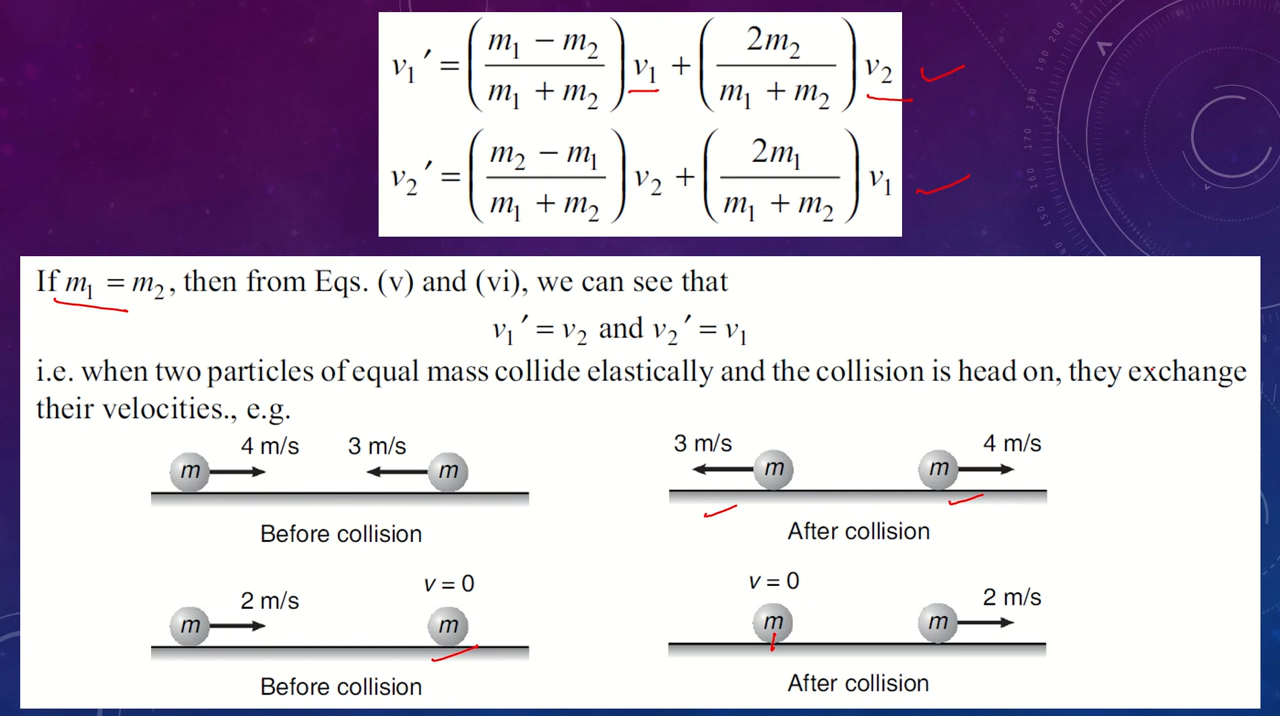 v₁′ = ((m₁ − m₂)/(m₁ + m₂)) v₁ + (2m₂/(m₁ + m₂)) v₂
v₂′ = ((m₂ − m₁)/(m₁ + m₂)) v₂ + (2m₁/(m₁ + m₂)) v₁
If m₁ = m₂, then from Eqs. (v) and (vi), we can see that
v₁′ = v₂ and v₂′ = v₁
i.e. when two particles of equal mass collide elastically and the collision is head on, they exchange
their velocities., e.g.
4 m/s 3 m/s 3 m/s 4 m/s
m m m m
Before collision After collision
2 m/s v = 0 v = 0 2 m/s
m m m m
Before collision After collision